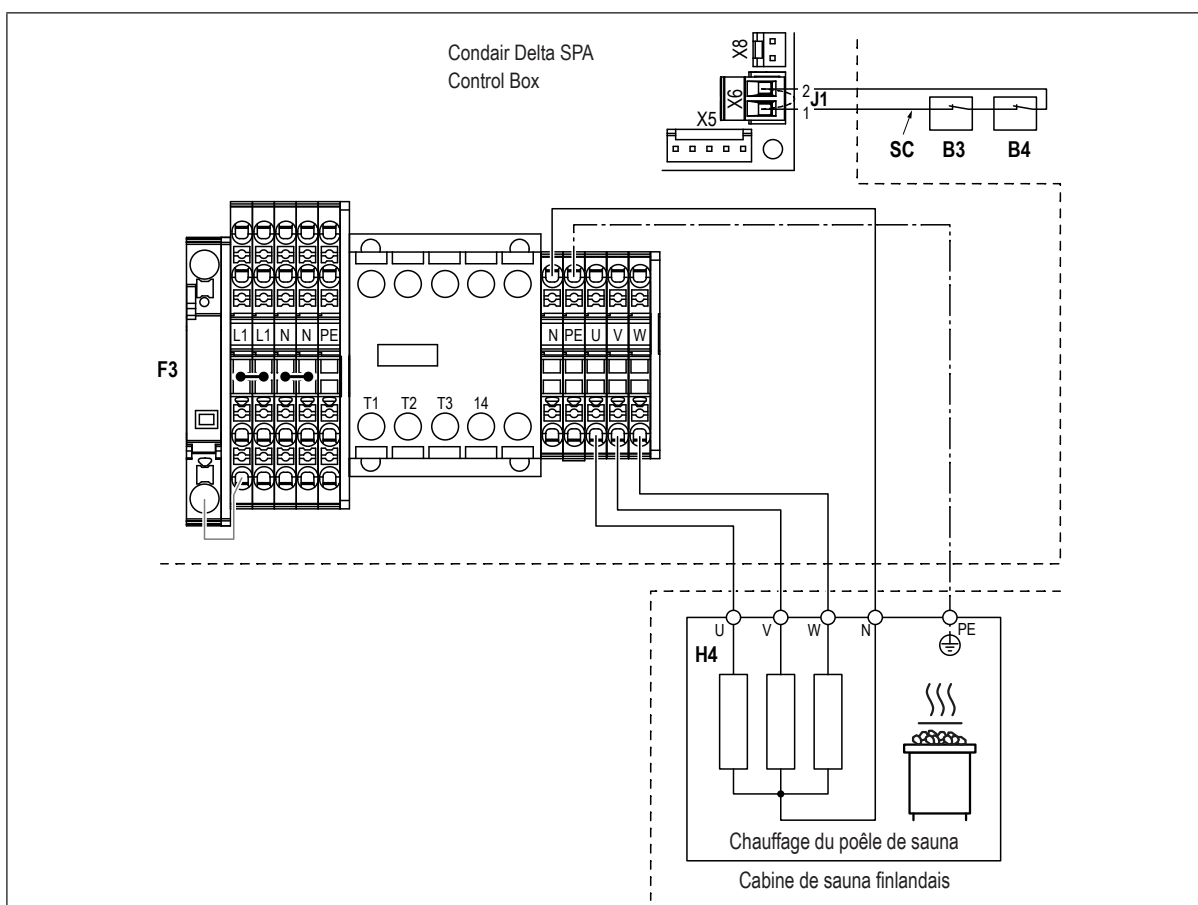 Condair Delta SPA
Control Box
X8
X6
2
J1
1
X5
SC
B3
B4
F3
L1 L1 N N PE
N PE U V W
T1 T2 T3 14
U V W N PE
H4
Chauffage du poêle de sauna
Cabine de sauna finlandais